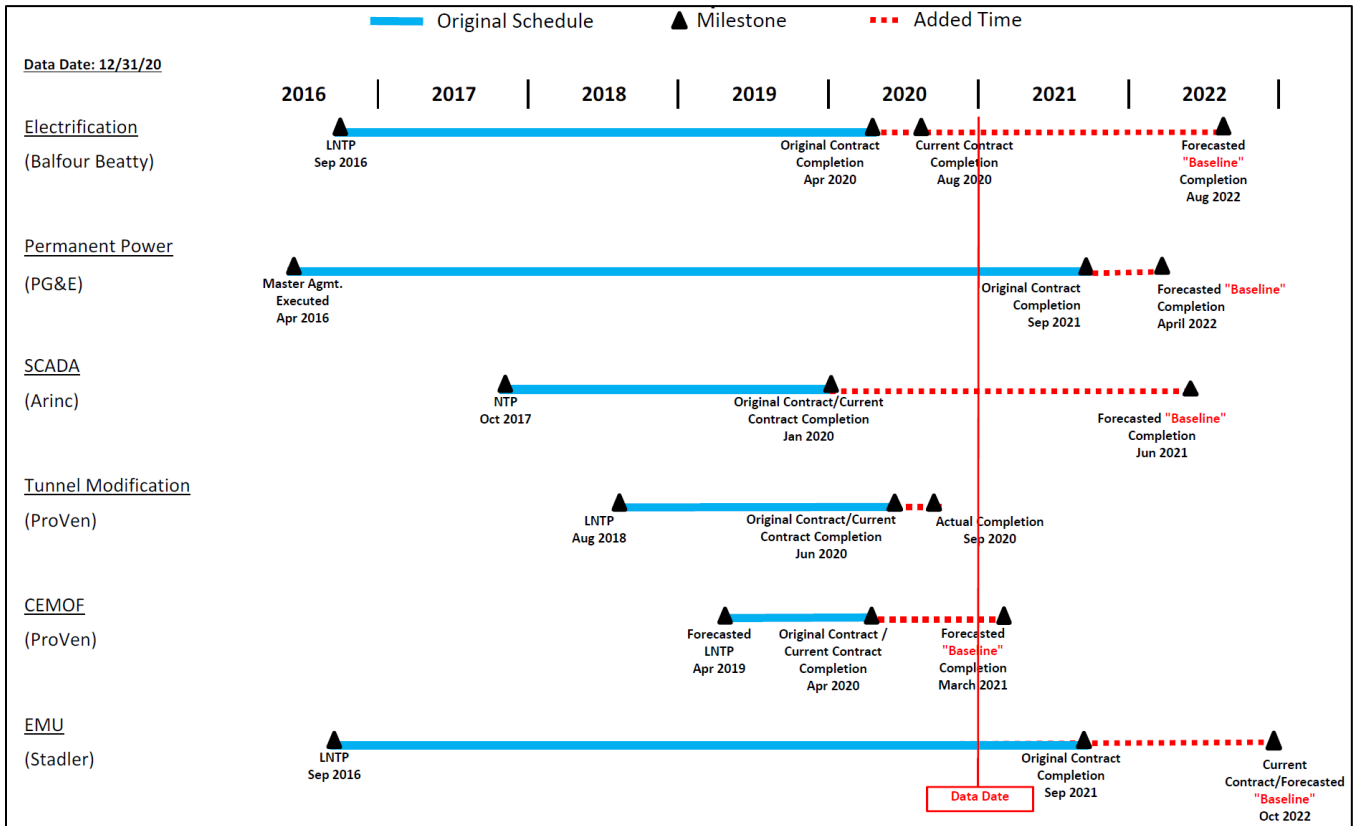 Original Schedule
Milestone
Added Time
Data Date: 12/31/20
2016
2017
2018
2019
2020
2021
2022
Electrification
(Balfour Beatty)
LNTP
Sep 2016
Original Contract
Completion
Apr 2020
Current Contract
Completion
Aug 2020
Forecasted
"Baseline"
Completion
Aug 2022
Permanent Power
(PG&E)
Master Agmt.
Executed
Apr 2016
Original Contract
Completion
Sep 2021
Forecasted "Baseline"
Completion
April 2022
SCADA
(Arinc)
NTP
Oct 2017
Original Contract/Current
Contract Completion
Jan 2020
Forecasted "Baseline"
Completion
Jun 2021
Tunnel Modification
(ProVen)
LNTP
Aug 2018
Original Contract/Current
Contract Completion
Jun 2020
Actual Completion
Sep 2020
CEMOF
(ProVen)
Forecasted
LNTP
Apr 2019
Original Contract /
Current Contract
Completion
Apr 2020
Forecasted
"Baseline"
Completion
March 2021
EMU
(Stadler)
LNTP
Sep 2016
Original Contract
Completion
Sep 2021
Current
Contract/Forecasted
"Baseline"
Oct 2022
Data Date